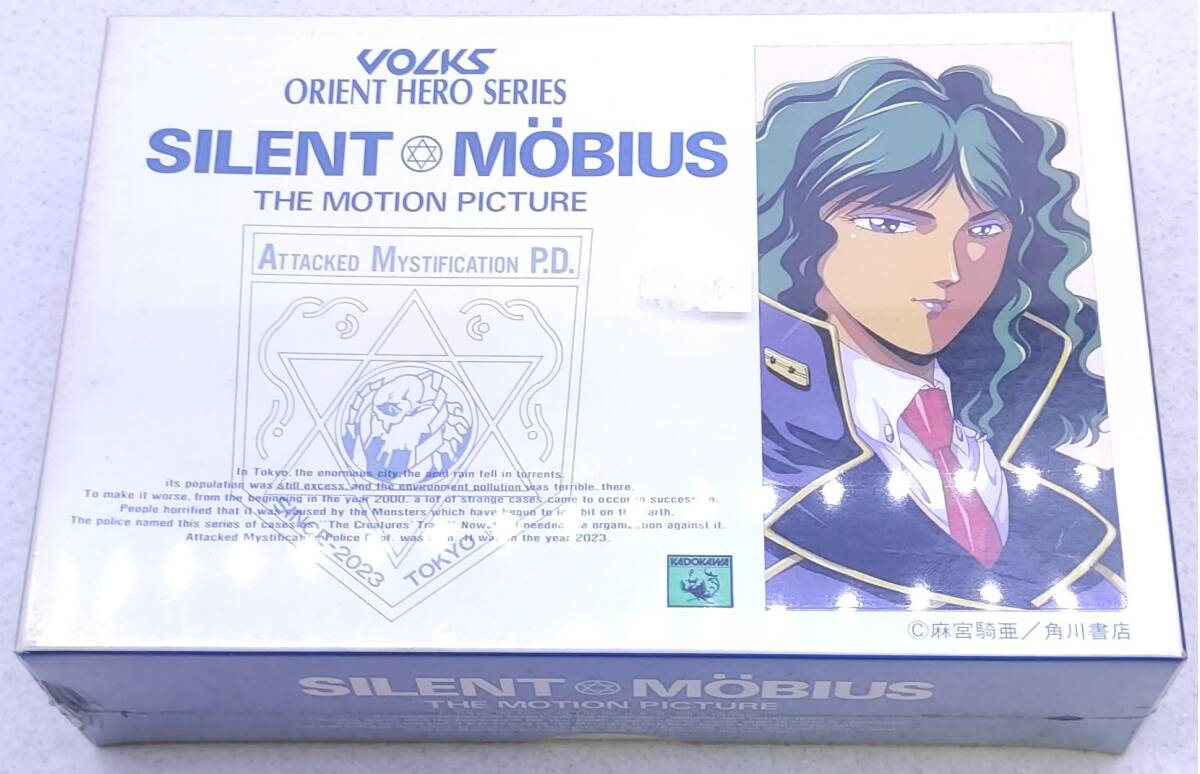 VOLKS
ORIENT HERO SERIES
SILENT MÖBIUS
THE MOTION PICTURE
ATTACKED MYSTIFICATION P.D.
In Tokyo, the enormous city, the acid rain fell in torrents.
its population was still excess, and the environment pollution was terrible, there.
To make it worse, from the beginning in the year 2000, a lot of strange cases came to occur in
People horrified that it was caused by the Monsters which have begun to on the earth.
The police named this series of cases as "The Creatures' against it.
Attacked Police was in the year 2023.
-2023
TOKYO
KADOKAWA
©麻宮騎亜／角川書店
SILENT MÖBIUS
THE MOTION PICTURE